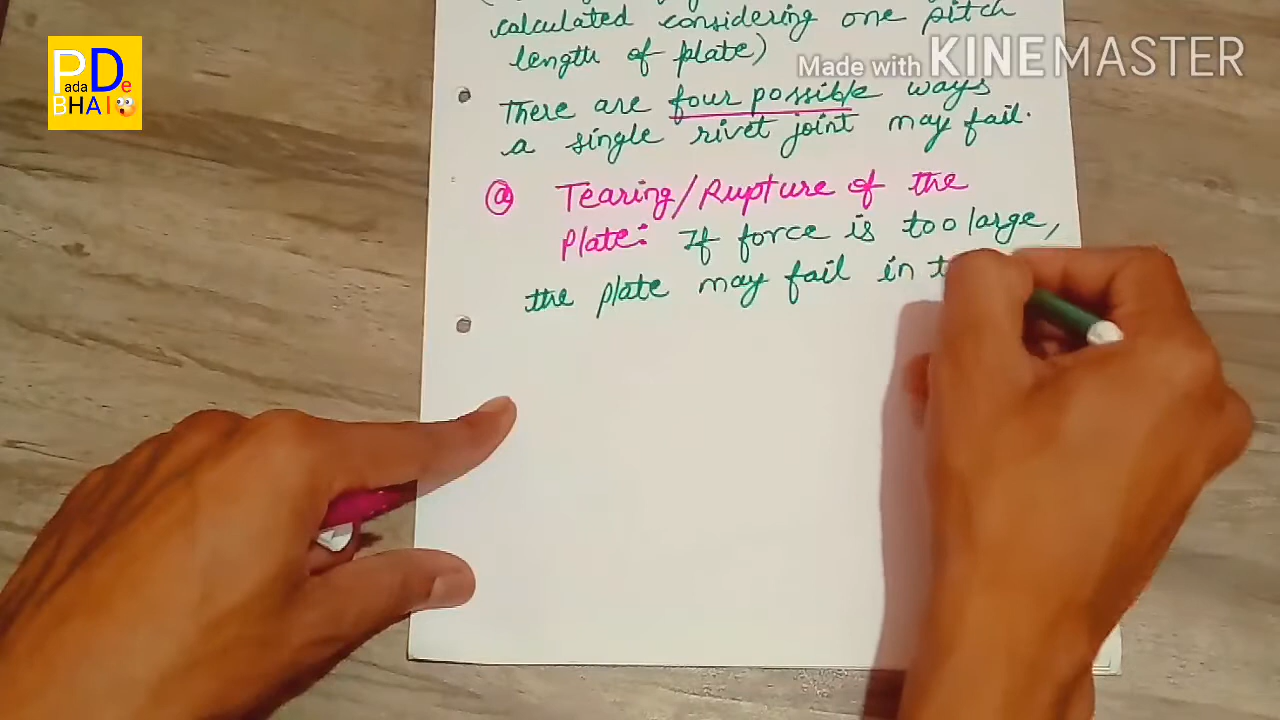 calculated considering one pitch
length of plate)
There are four possible ways
a single rivet joint may fail.
a Tearing/Rupture of the
Plate: If force is too large,
the plate may fail in
Made with KINEMASTER
PadaDe
BHAI